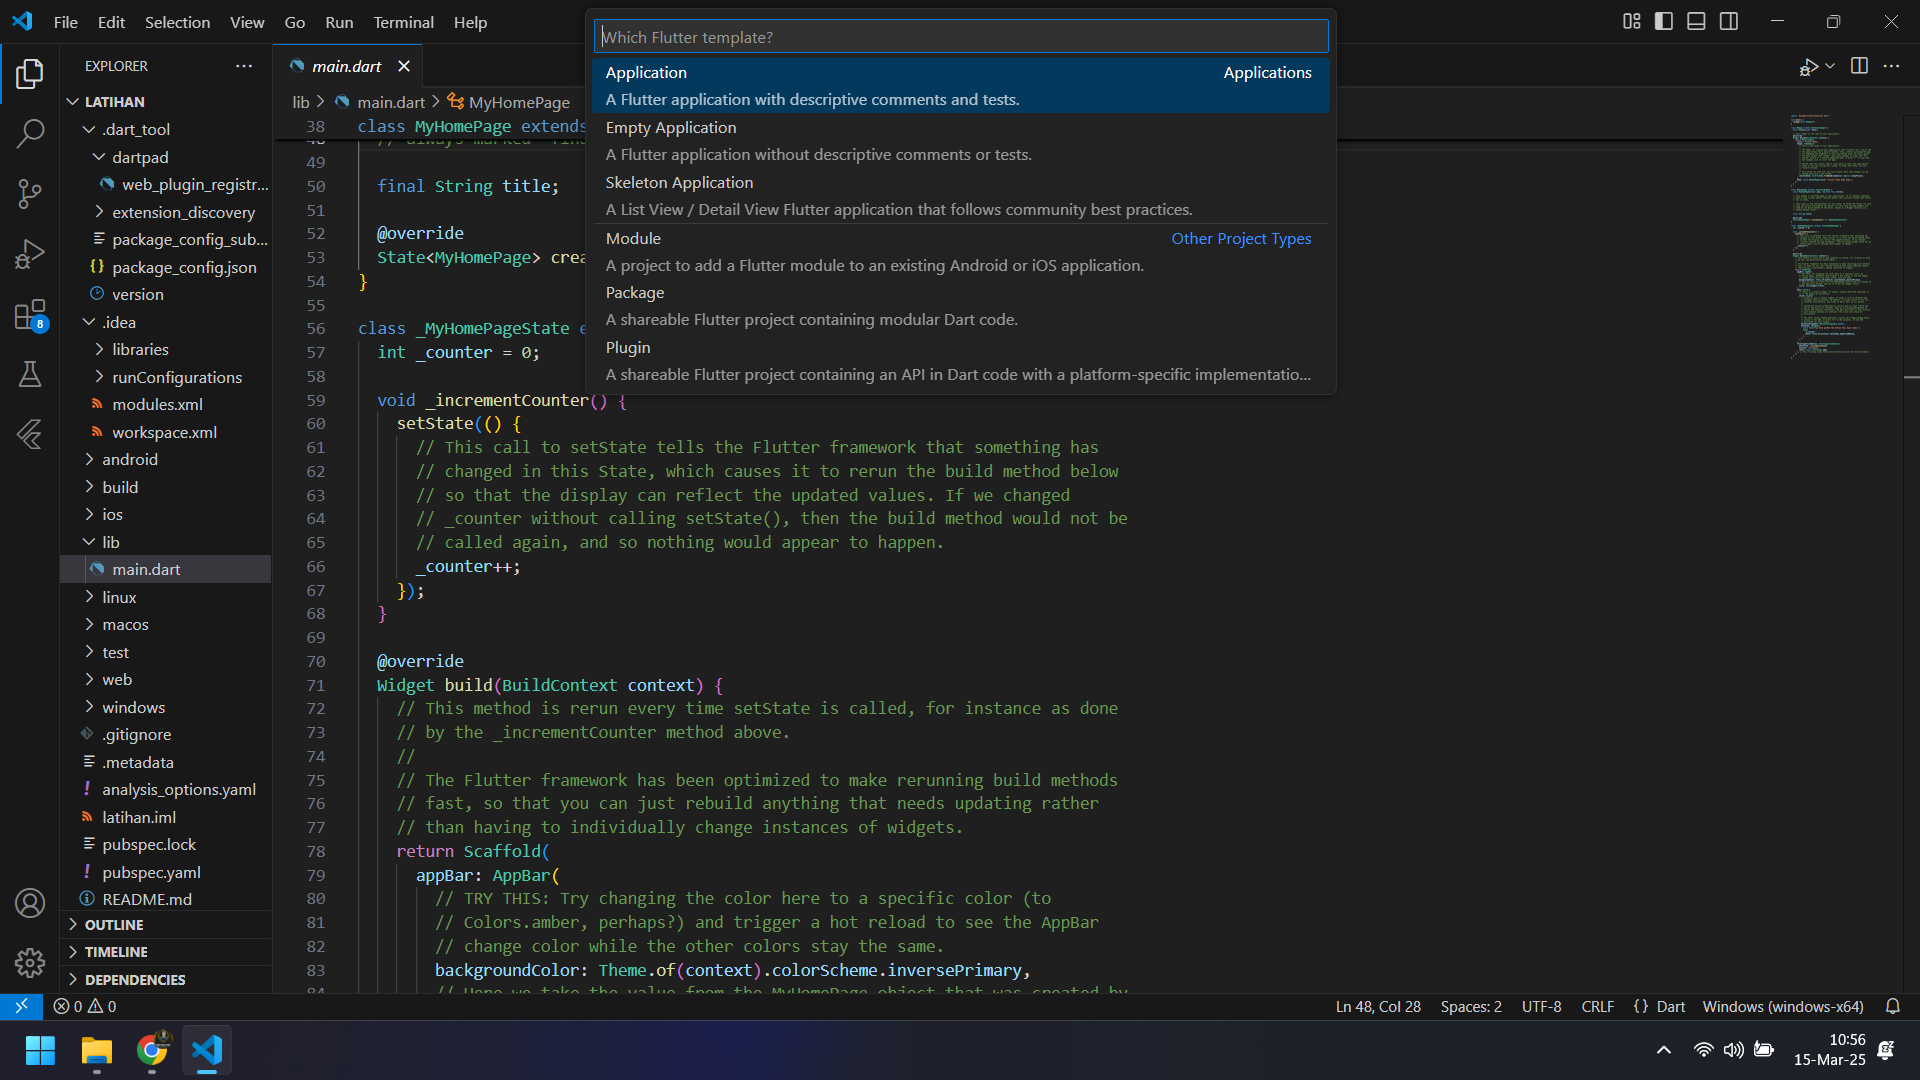 File Edit Selection View Go Run Terminal Help
Which Flutter template?
Application Applications
A Flutter application with descriptive comments and tests.
Empty Application
A Flutter application without descriptive comments or tests.
Skeleton Application
A List View / Detail View Flutter application that follows community best practices.
Module Other Project Types
A project to add a Flutter module to an existing Android or iOS application.
Package
A shareable Flutter project containing modular Dart code.
Plugin
A shareable Flutter project containing an API in Dart code with a platform-specific implementatio...
EXPLORER
LATIHAN
.dart_tool
dartpad
web_plugin_registr...
extension_discovery
package_config_sub...
package_config.json
version
.idea
libraries
runConfigurations
modules.xml
workspace.xml
android
build
ios
lib
main.dart
linux
macos
test
web
windows
.gitignore
.metadata
analysis_options.yaml
latihan.iml
pubspec.lock
pubspec.yaml
README.md
OUTLINE
TIMELINE
DEPENDENCIES
8
main.dart
lib > main.dart > MyHomePage
38 class MyHomePage extends
49
50 final String title;
51
52 @override
53 State<MyHomePage> crea
54 }
55
56 class _MyHomePageState e
57 int _counter = 0;
58
59 void _incrementCounter() {
60 setState(() {
61 // This call to setState tells the Flutter framework that something has
62 // changed in this State, which causes it to rerun the build method below
63 // so that the display can reflect the updated values. If we changed
64 // _counter without calling setState(), then the build method would not be
65 // called again, and so nothing would appear to happen.
66 _counter++;
67 });
68 }
69
70 @override
71 Widget build(BuildContext context) {
72 // This method is rerun every time setState is called, for instance as done
73 // by the _incrementCounter method above.
74 //
75 // The Flutter framework has been optimized to make rerunning build methods
76 // fast, so that you can just rebuild anything that needs updating rather
77 // than having to individually change instances of widgets.
78 return Scaffold(
79 appBar: AppBar(
80 // TRY THIS: Try changing the color here to a specific color (to
81 // Colors.amber, perhaps?) and trigger a hot reload to see the AppBar
82 // change color while the other colors stay the same.
83 backgroundColor: Theme.of(context).colorScheme.inversePrimary,
84 // Here we take the value from the MyHomePage object that was created by
0 0 Ln 48, Col 28 Spaces: 2 UTF-8 CRLF {} Dart Windows (windows-x64)
10:56
15-Mar-25